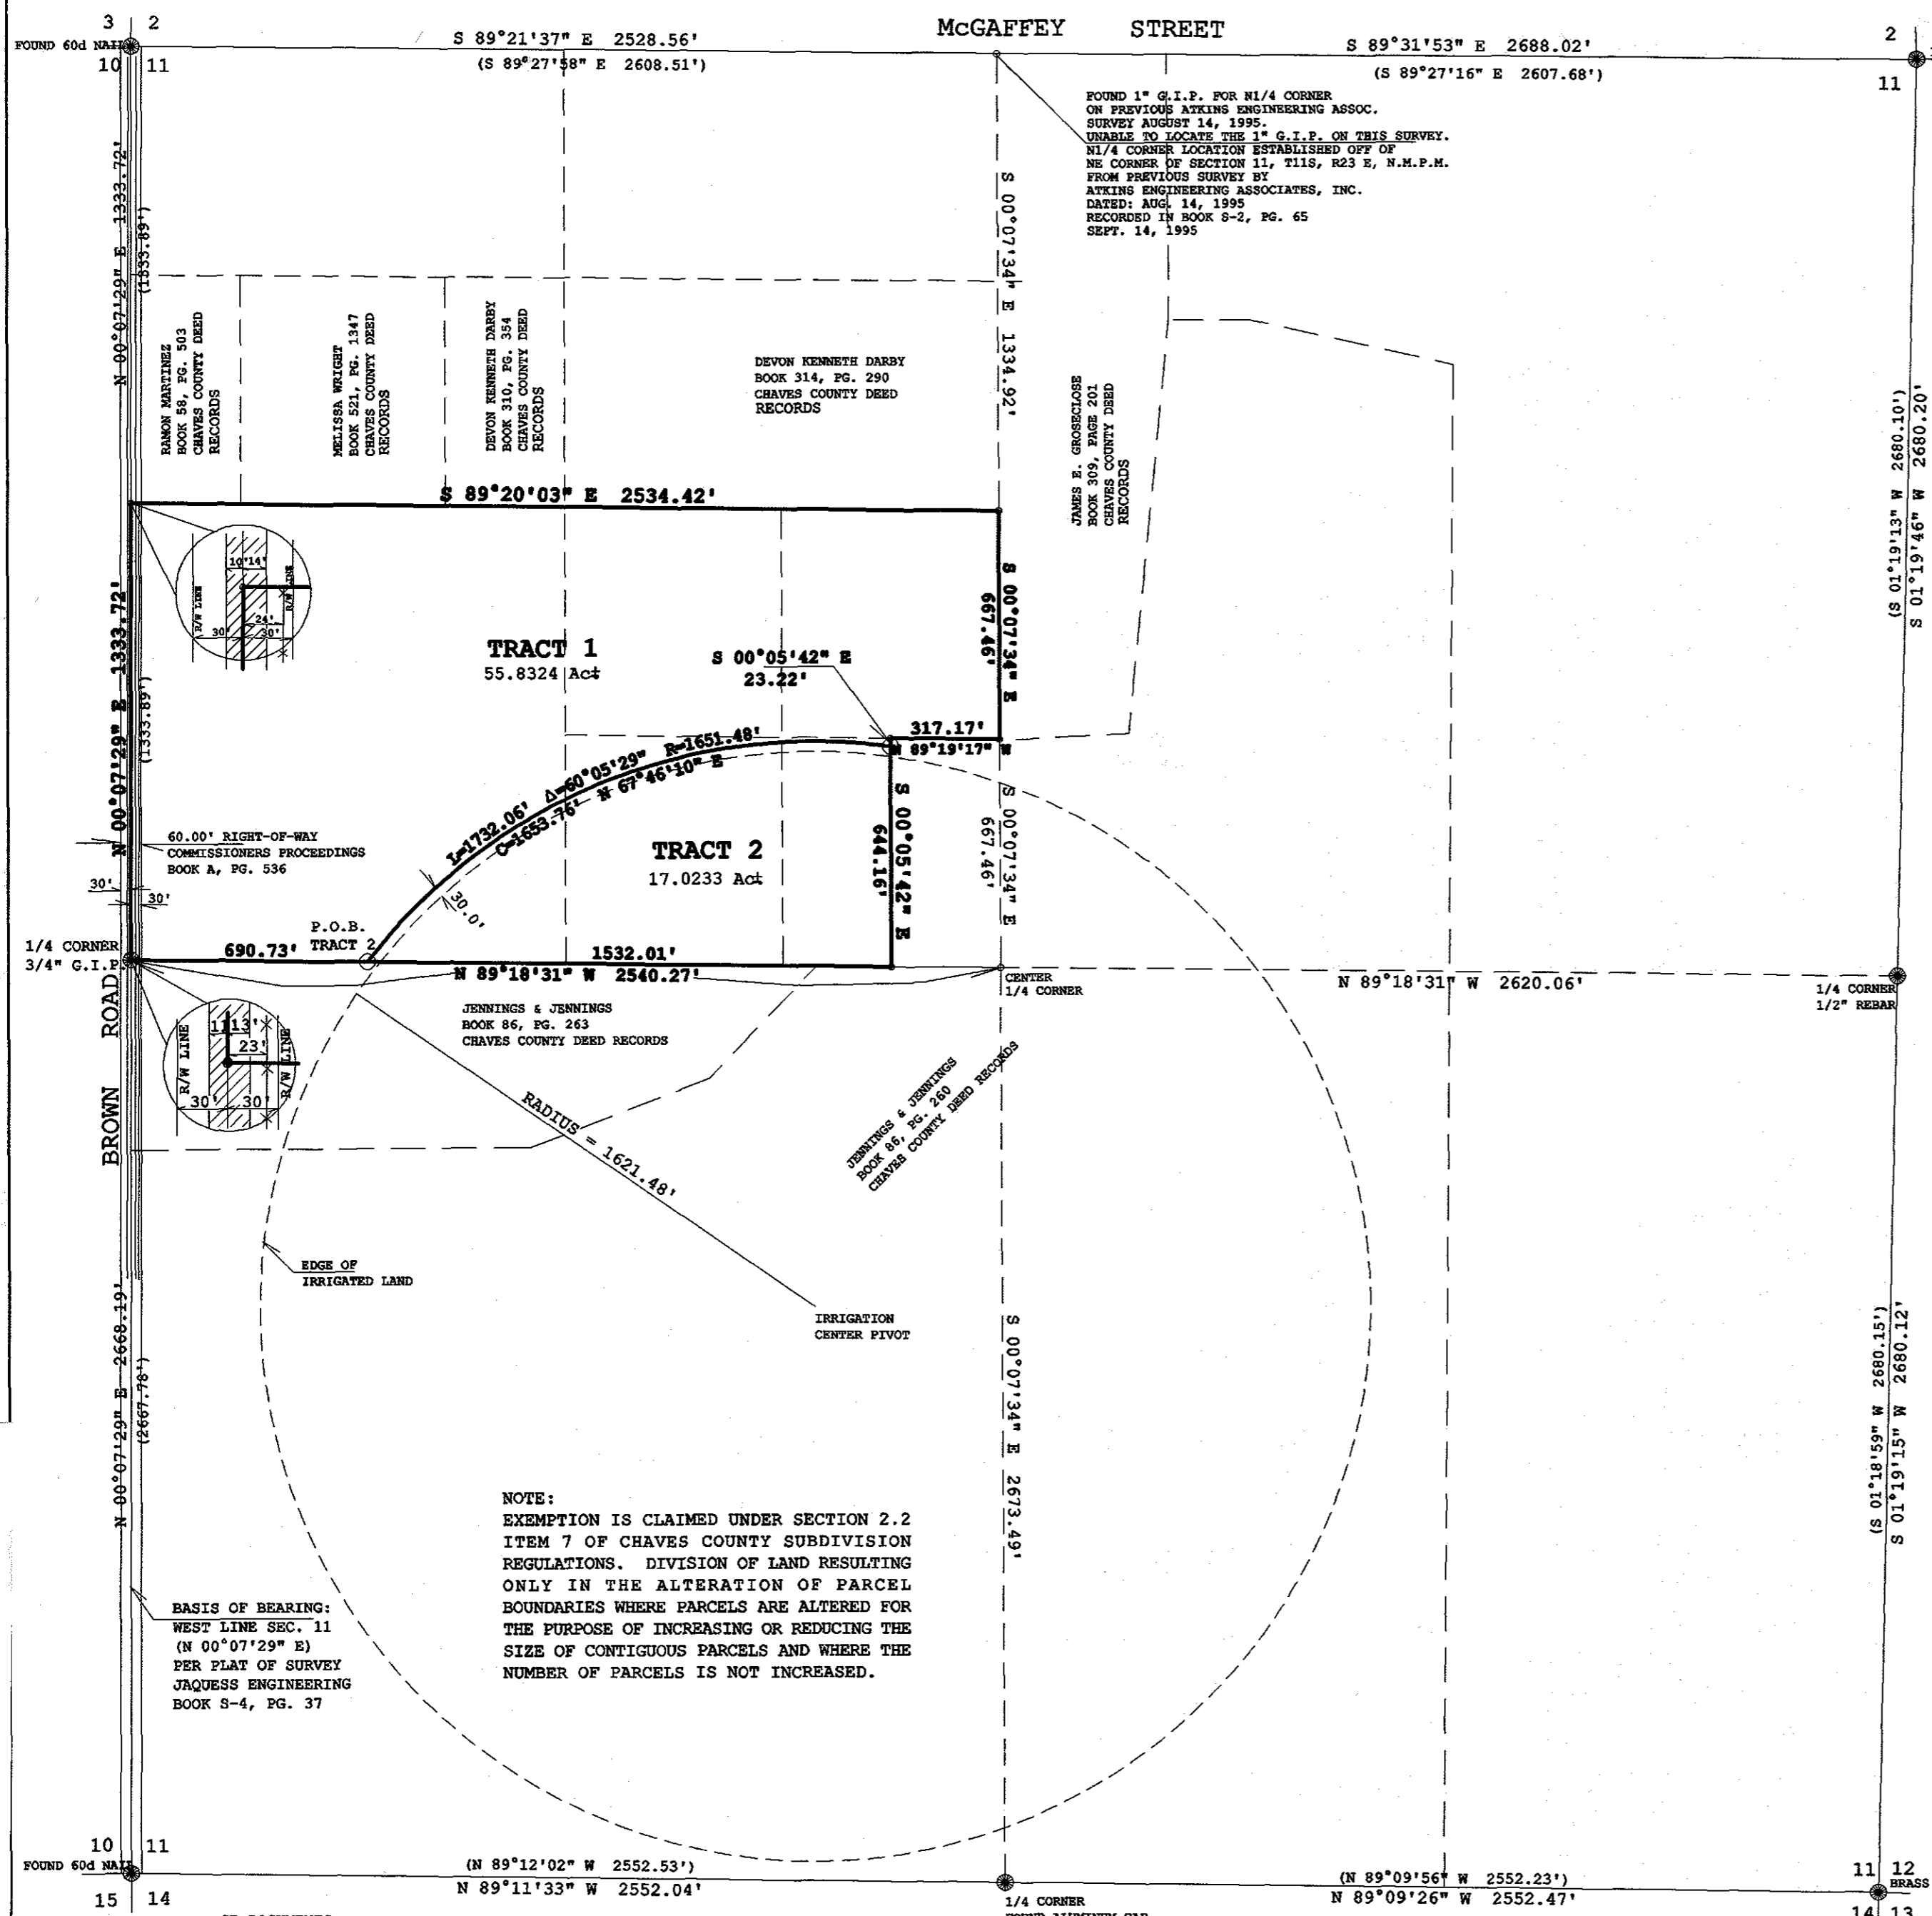 3 2
McGAFFEY STREET
2
FOUND 60d NAIL
S 89°21'37" E 2528.56'
S 89°31'53" E 2688.02'
10 11
(S 89°27'58" E 2608.51')
(S 89°27'16" E 2607.68')
11
FOUND 1" G.I.P. FOR N1/4 CORNER
ON PREVIOUS ATKINS ENGINEERING ASSOC.
SURVEY AUGUST 14, 1995.
UNABLE TO LOCATE THE 1" G.I.P. ON THIS SURVEY.
N1/4 CORNER LOCATION ESTABLISHED OFF OF
NE CORNER OF SECTION 11, T11S, R23 E, N.M.P.M.
FROM PREVIOUS SURVEY BY
ATKINS ENGINEERING ASSOCIATES, INC.
DATED: AUG. 14, 1995
RECORDED IN BOOK S-2, PG. 65
SEPT. 14, 1995
N 00°07'29" E 1333.72'
(1333.89')
S 00°07'34" E 1334.92'
RAMON MARTINEZ
BOOK 58, PG. 503
CHAVES COUNTY DEED
RECORDS
MELISSA WRIGHT
BOOK 521, PG. 1347
CHAVES COUNTY DEED
RECORDS
DEVON KENNETH DARBY
BOOK 310, PG. 354
CHAVES COUNTY DEED
RECORDS
DEVON KENNETH DARBY
BOOK 314, PG. 290
CHAVES COUNTY DEED
RECORDS
JAMES E. GROSECLOSE
BOOK 309, PAGE 201
CHAVES COUNTY DEED
RECORDS
(S 01°19'13" W 2680.10')
S 01°19'46" W 2680.20'
S 89°20'03" E 2534.42'
10' 14'
R/W LINE
R/W LINE
24'
30' 30'
N 00°07'29" E 1333.72'
(1333.89')
TRACT 1
55.8324 Ac±
S 00°05'42" E
23.22'
S 00°07'34" E
667.46'
317.17'
N 89°19'17" W
L=1732.06' Δ=60°05'29" R=1651.48'
C=1653.76' N 67°46'10" E
60.00' RIGHT-OF-WAY
COMMISSIONERS PROCEEDINGS
BOOK A, PG. 536
TRACT 2
17.0233 Ac±
S 00°05'42" E
644.16'
S 00°07'34" E
667.46'
30'
30'
30.0'
P.O.B.
TRACT 2
1/4 CORNER
3/4" G.I.P.
690.73'
1532.01'
N 89°18'31" W 2540.27'
CENTER
1/4 CORNER
N 89°18'31" W 2620.06'
1/4 CORNER
1/2" REBAR
JENNINGS & JENNINGS
BOOK 86, PG. 263
CHAVES COUNTY DEED RECORDS
BROWN ROAD
11 13'
23'
R/W LINE
R/W LINE
30' 30'
JENNINGS & JENNINGS
BOOK 86, PG. 260
CHAVES COUNTY DEED RECORDS
RADIUS = 1621.48'
EDGE OF
IRRIGATED LAND
IRRIGATION
CENTER PIVOT
N 00°07'29" E 2668.19'
(2667.78')
S 00°07'34" E 2673.49'
(S 01°18'59" W 2680.15')
S 01°19'15" W 2680.12'
NOTE:
EXEMPTION IS CLAIMED UNDER SECTION 2.2
ITEM 7 OF CHAVES COUNTY SUBDIVISION
REGULATIONS. DIVISION OF LAND RESULTING
ONLY IN THE ALTERATION OF PARCEL
BOUNDARIES WHERE PARCELS ARE ALTERED FOR
THE PURPOSE OF INCREASING OR REDUCING THE
SIZE OF CONTIGUOUS PARCELS AND WHERE THE
NUMBER OF PARCELS IS NOT INCREASED.
BASIS OF BEARING:
WEST LINE SEC. 11
(N 00°07'29" E)
PER PLAT OF SURVEY
JAQUESS ENGINEERING
BOOK S-4, PG. 37
10 11
FOUND 60d NAIL
(N 89°12'02" W 2552.53')
N 89°11'33" W 2552.04'
15 14
1/4 CORNER
(N 89°09'56" W 2552.23')
N 89°09'26" W 2552.47'
11 12
BRASS
14 13